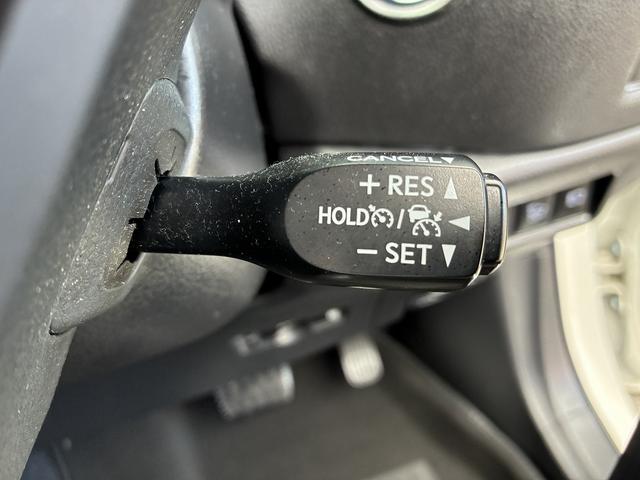 CANCEL▼
+ RES ▲
HOLD / ◀
− SET ▼